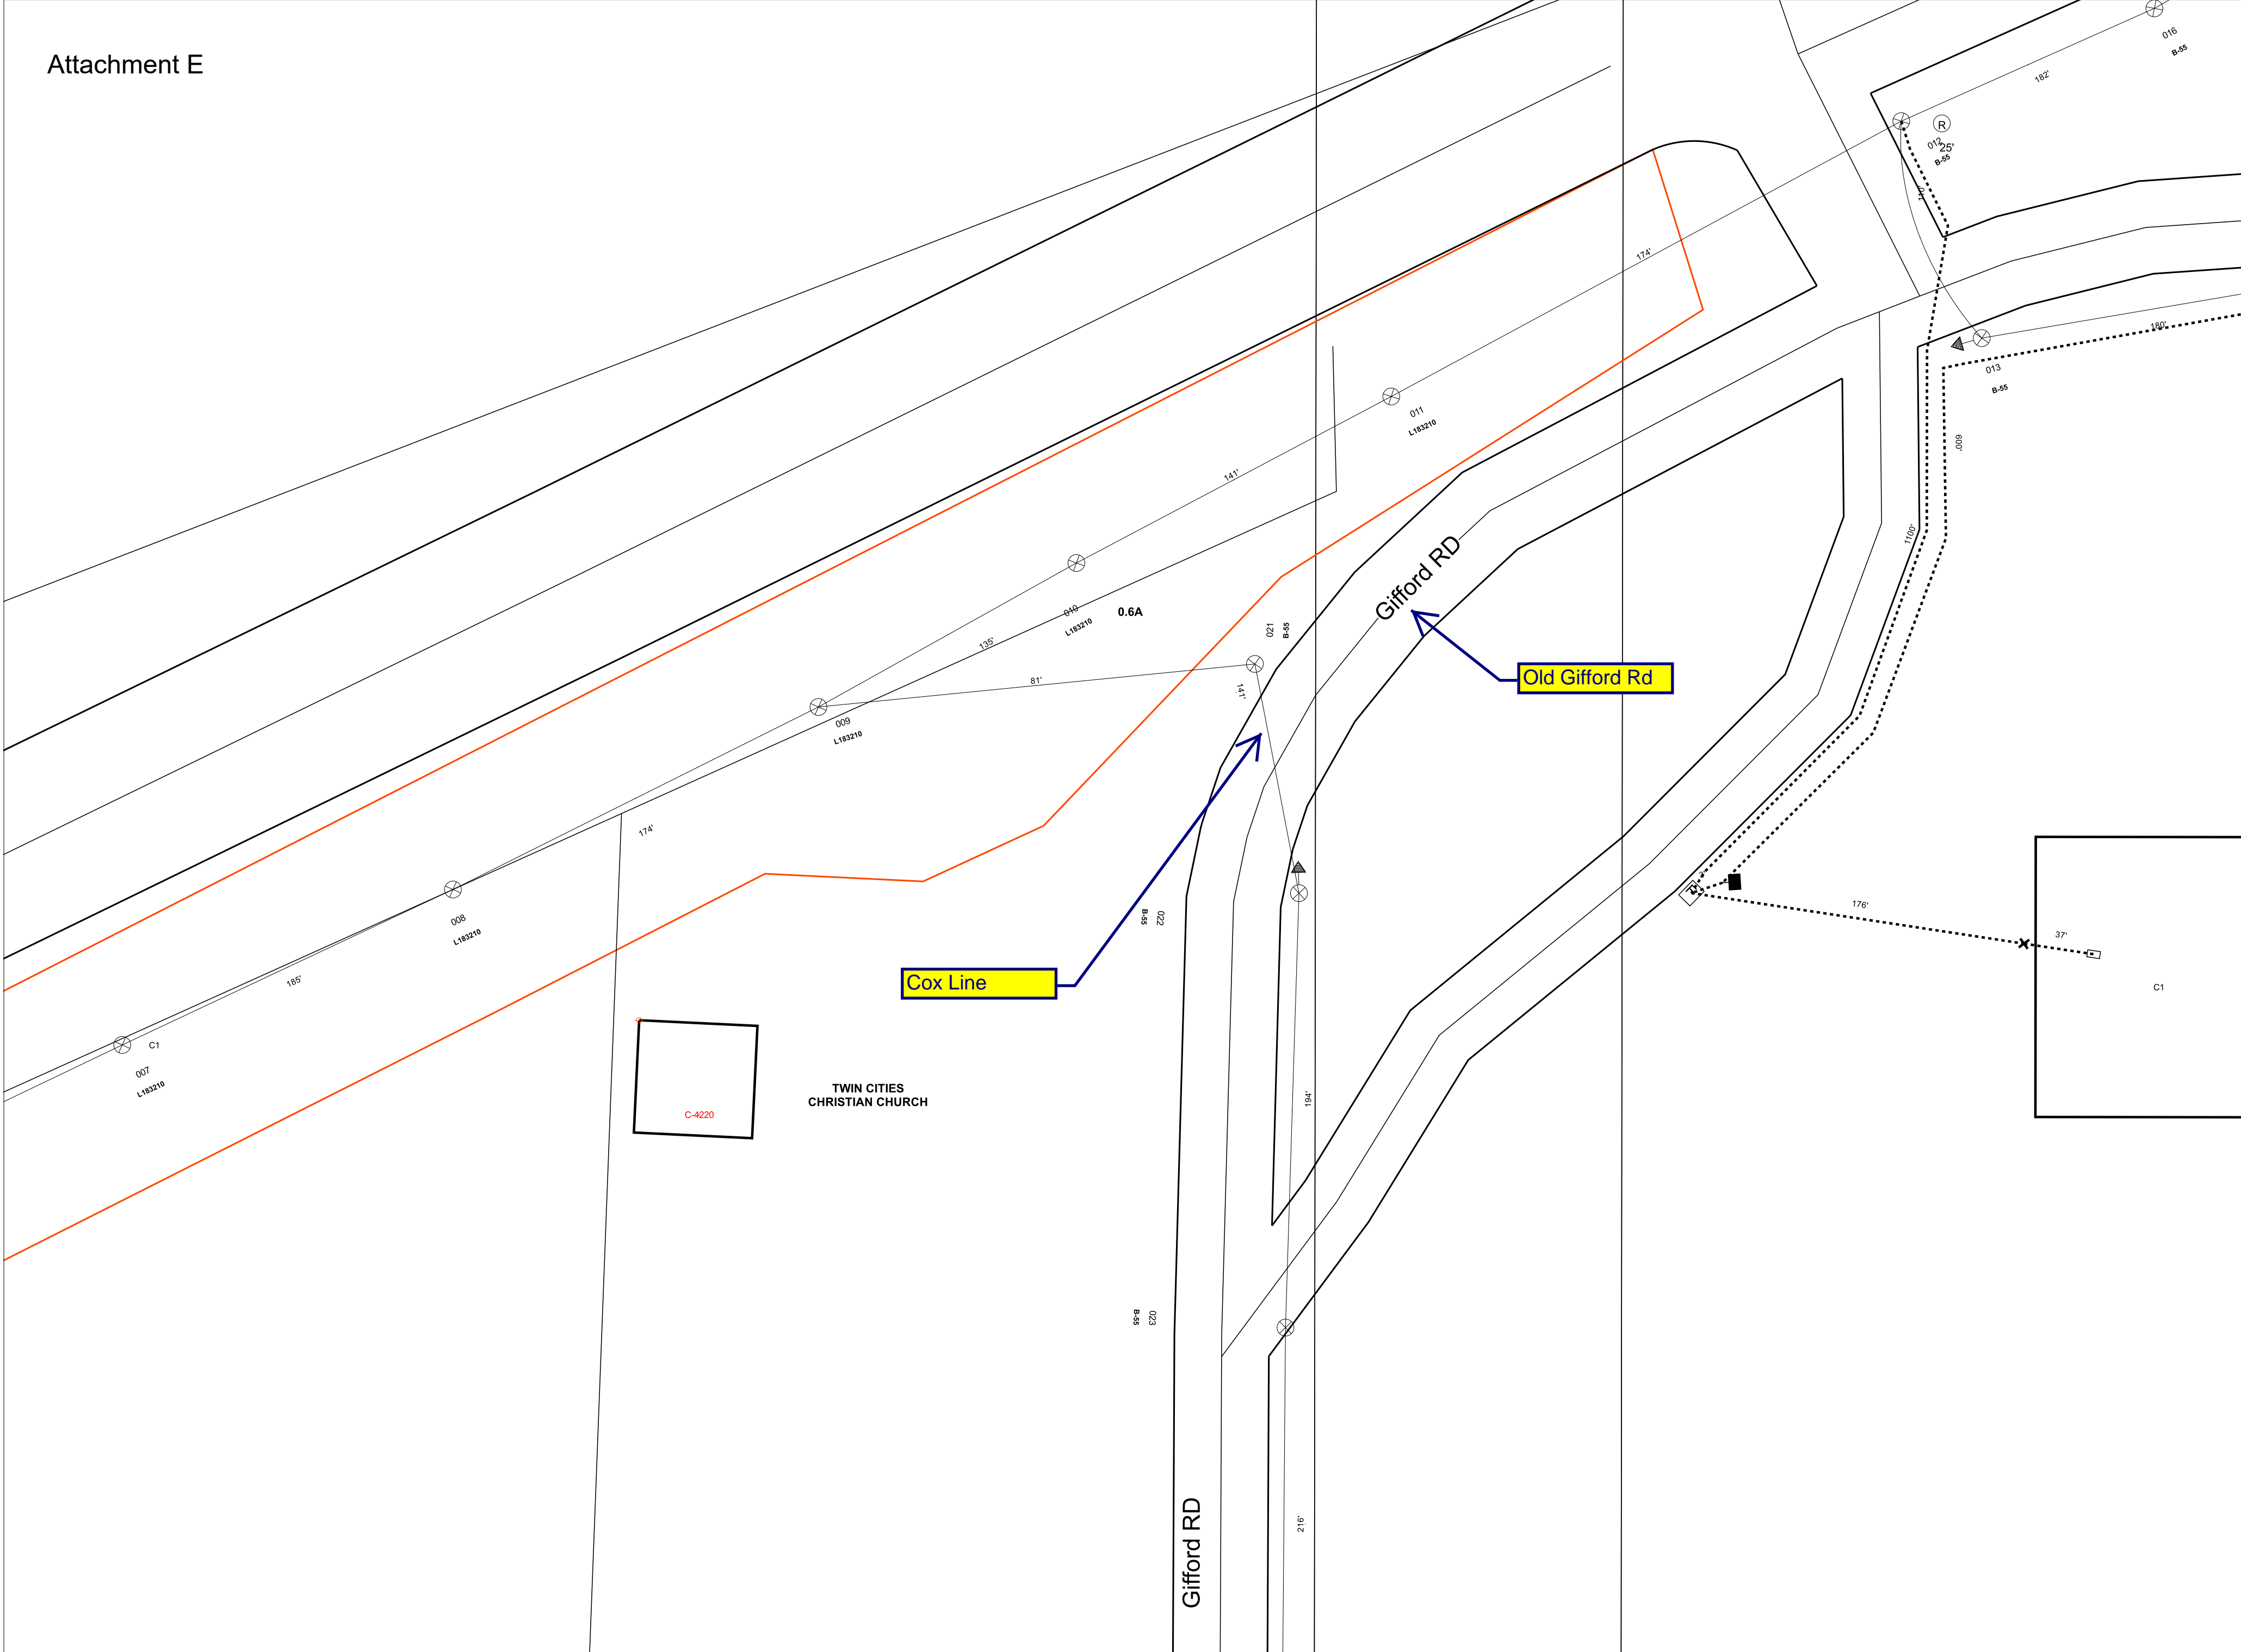 Attachment E
016
B-55
182'
R
012
25'
B-55
174'
180'
013
B-55
011
L183210
141'
600'
1100'
Gifford RD
010
L183210
0.6A
135'
021
B-55
Old Gifford Rd
81'
141'
009
L183210
174'
008
L183210
022
B-55
176'
37'
C1
Cox Line
185'
C1
007
L183210
TWIN CITIES
CHRISTIAN CHURCH
C-4220
194'
023
B-55
216'
Gifford RD